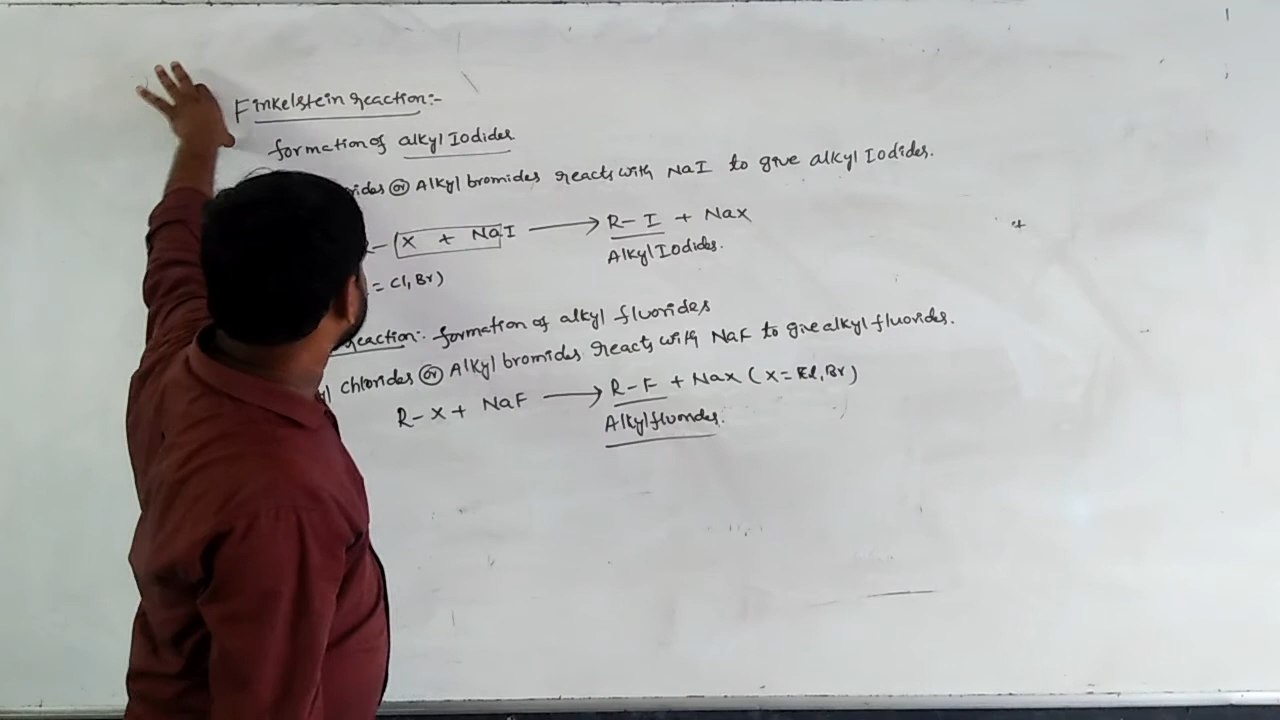 Finkelstein reaction:-
formation of alkyl Iodides
or Alkyl bromides reacts with NaI to give alkyl Iodides.
- X + NaI → R- I + Nax
Alkyl Iodides.
= Cl, Br)
reaction: formation of alkyl fluorides
chlorides or Alkyl bromides reacts with NaF to give alkyl fluorides.
R- X + NaF → R-F + Nax ( X= Cl, Br)
Alkyl fluorides.